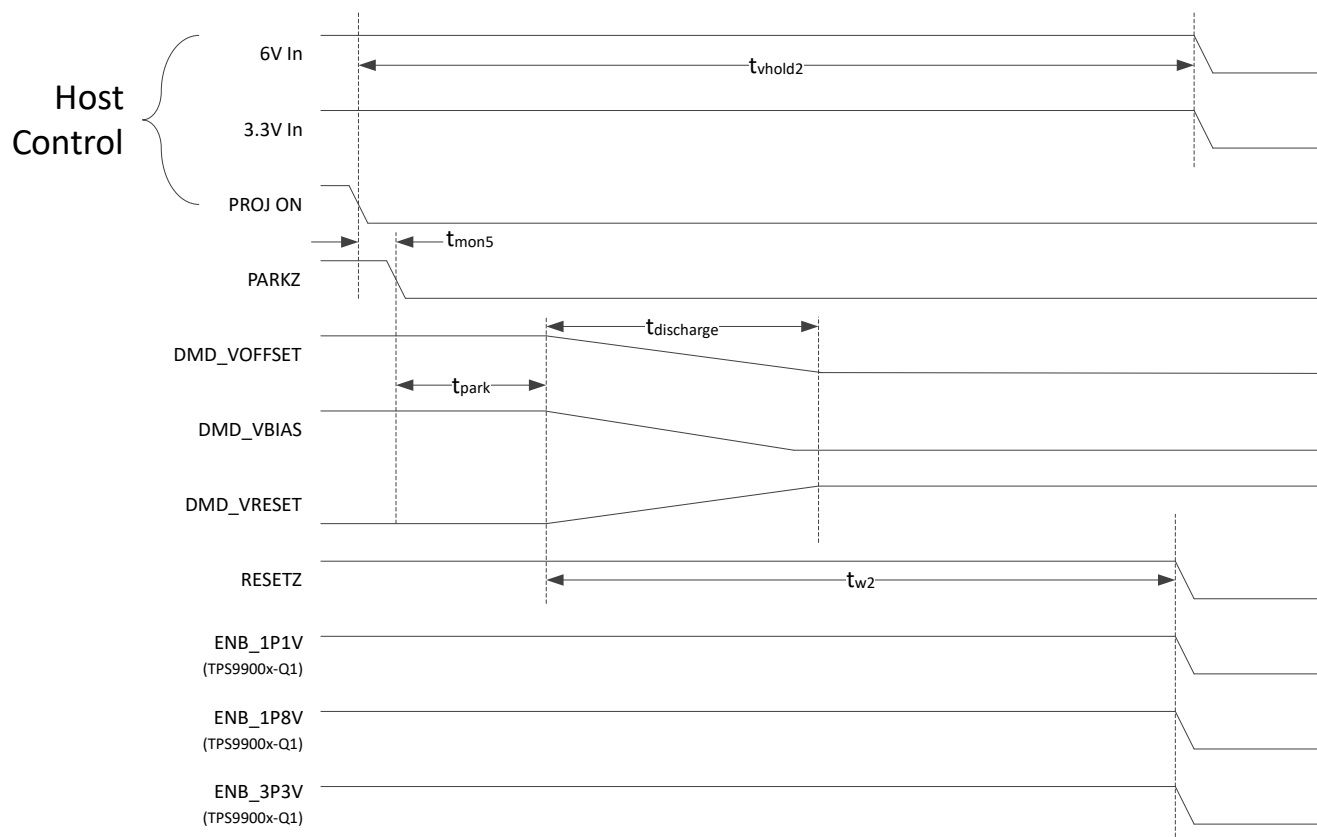 Host
Control
6V In
tvhold2
3.3V In
PROJ ON
tmon5
PARKZ
tdischarge
DMD_VOFFSET
tpark
DMD_VBIAS
DMD_VRESET
RESETZ
tw2
ENB_1P1V
(TPS9900x-Q1)
ENB_1P8V
(TPS9900x-Q1)
ENB_3P3V
(TPS9900x-Q1)